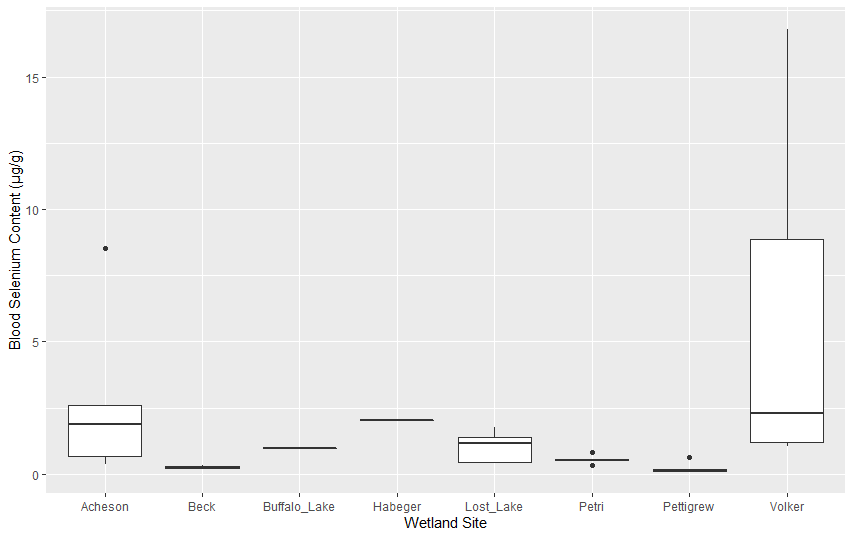 Blood Selenium Content (µg/g)
15
10
5
0
Acheson Beck Buffalo_Lake Habeger Lost_Lake Petri Pettigrew Volker
Wetland Site